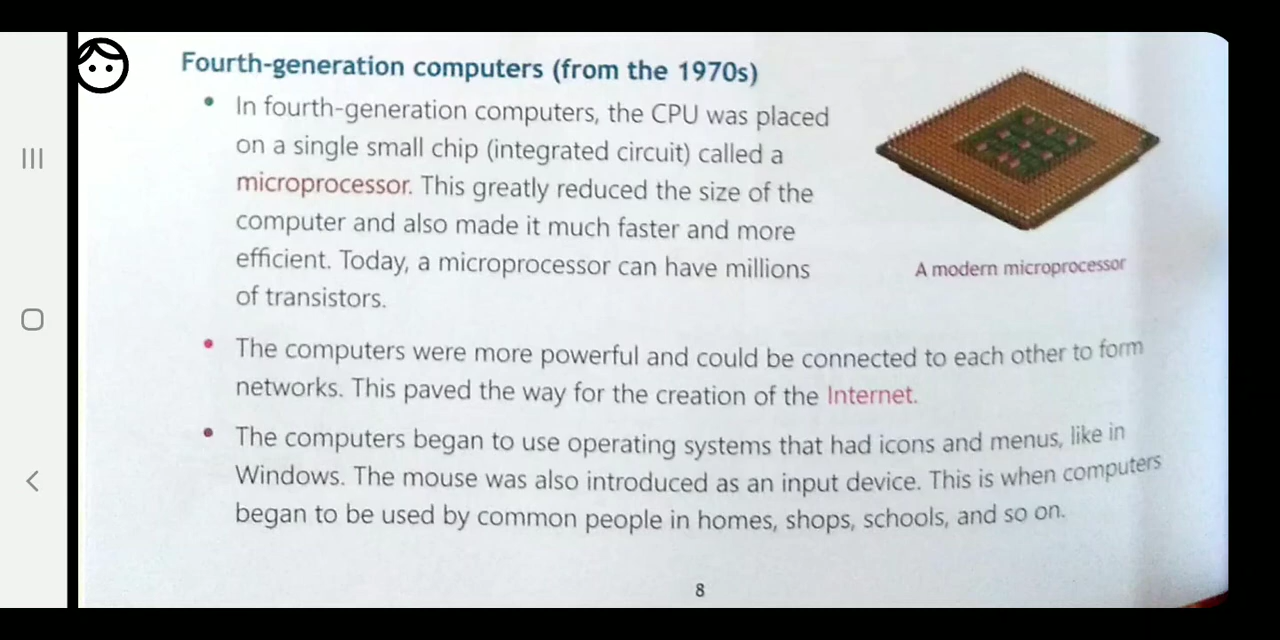 Fourth-generation computers (from the 1970s)
• In fourth-generation computers, the CPU was placed
on a single small chip (integrated circuit) called a
microprocessor. This greatly reduced the size of the
computer and also made it much faster and more
efficient. Today, a microprocessor can have millions
of transistors.
A modern microprocessor
• The computers were more powerful and could be connected to each other to form
networks. This paved the way for the creation of the Internet.
• The computers began to use operating systems that had icons and menus, like in
Windows. The mouse was also introduced as an input device. This is when computers
began to be used by common people in homes, shops, schools, and so on.
8